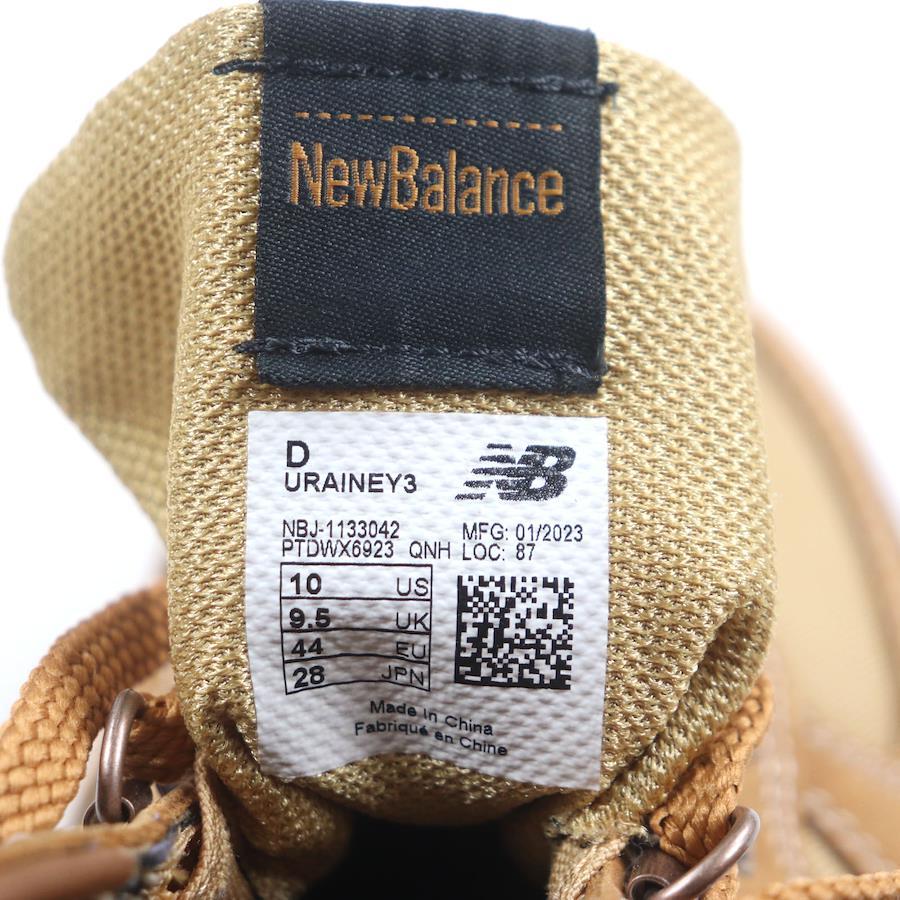 NewBalance
D
URAINEY3
NB
NBJ-1133042
PTDWX6923 QNH
MFG: 01/2023
LOC: 87
10 US
9.5 UK
44 EU
28 JPN
Made in China
Fabriqué en Chine